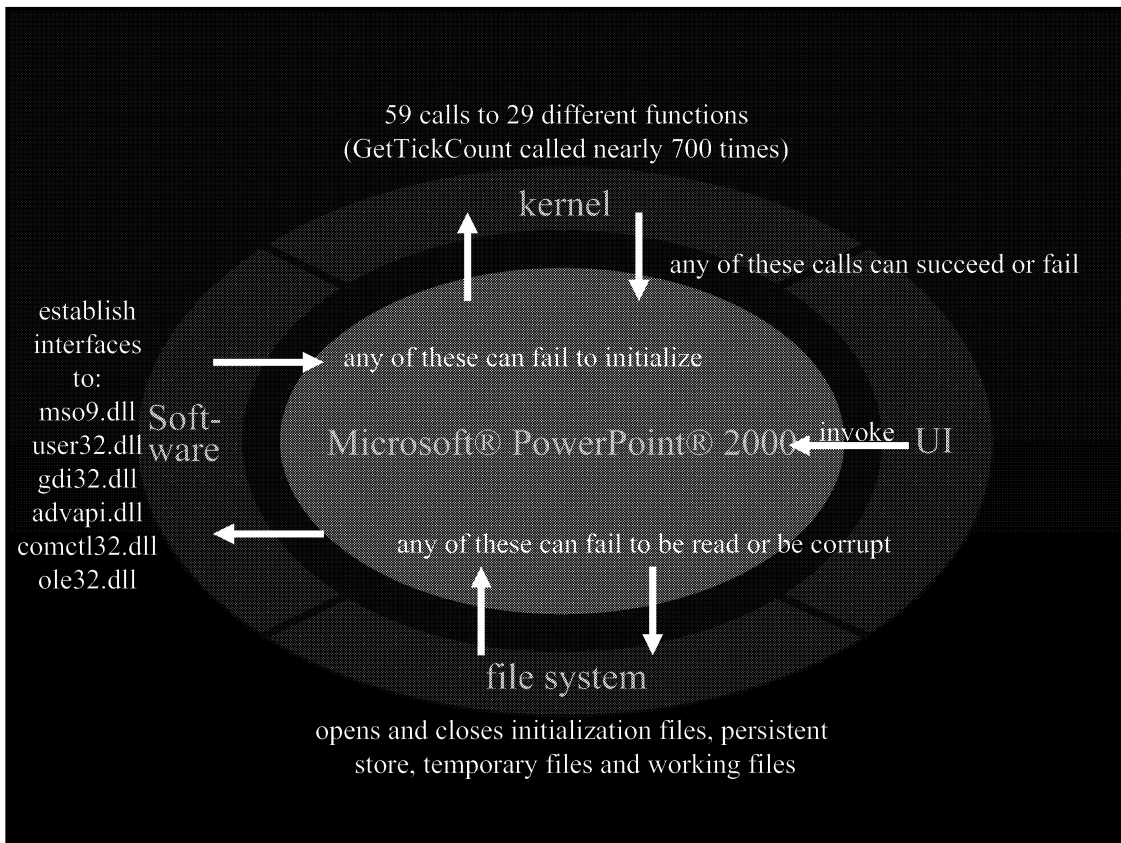 59 calls to 29 different functions
(GetTickCount called nearly 700 times)
kernel
any of these calls can succeed or fail
establish
interfaces
to:
mso9.dll
user32.dll
gdi32.dll
advapi.dll
comctl32.dll
ole32.dll
any of these can fail to initialize
Soft-
ware
Microsoft® PowerPoint® 2000
invoke
UI
any of these can fail to be read or be corrupt
file system
opens and closes initialization files, persistent
store, temporary files and working files